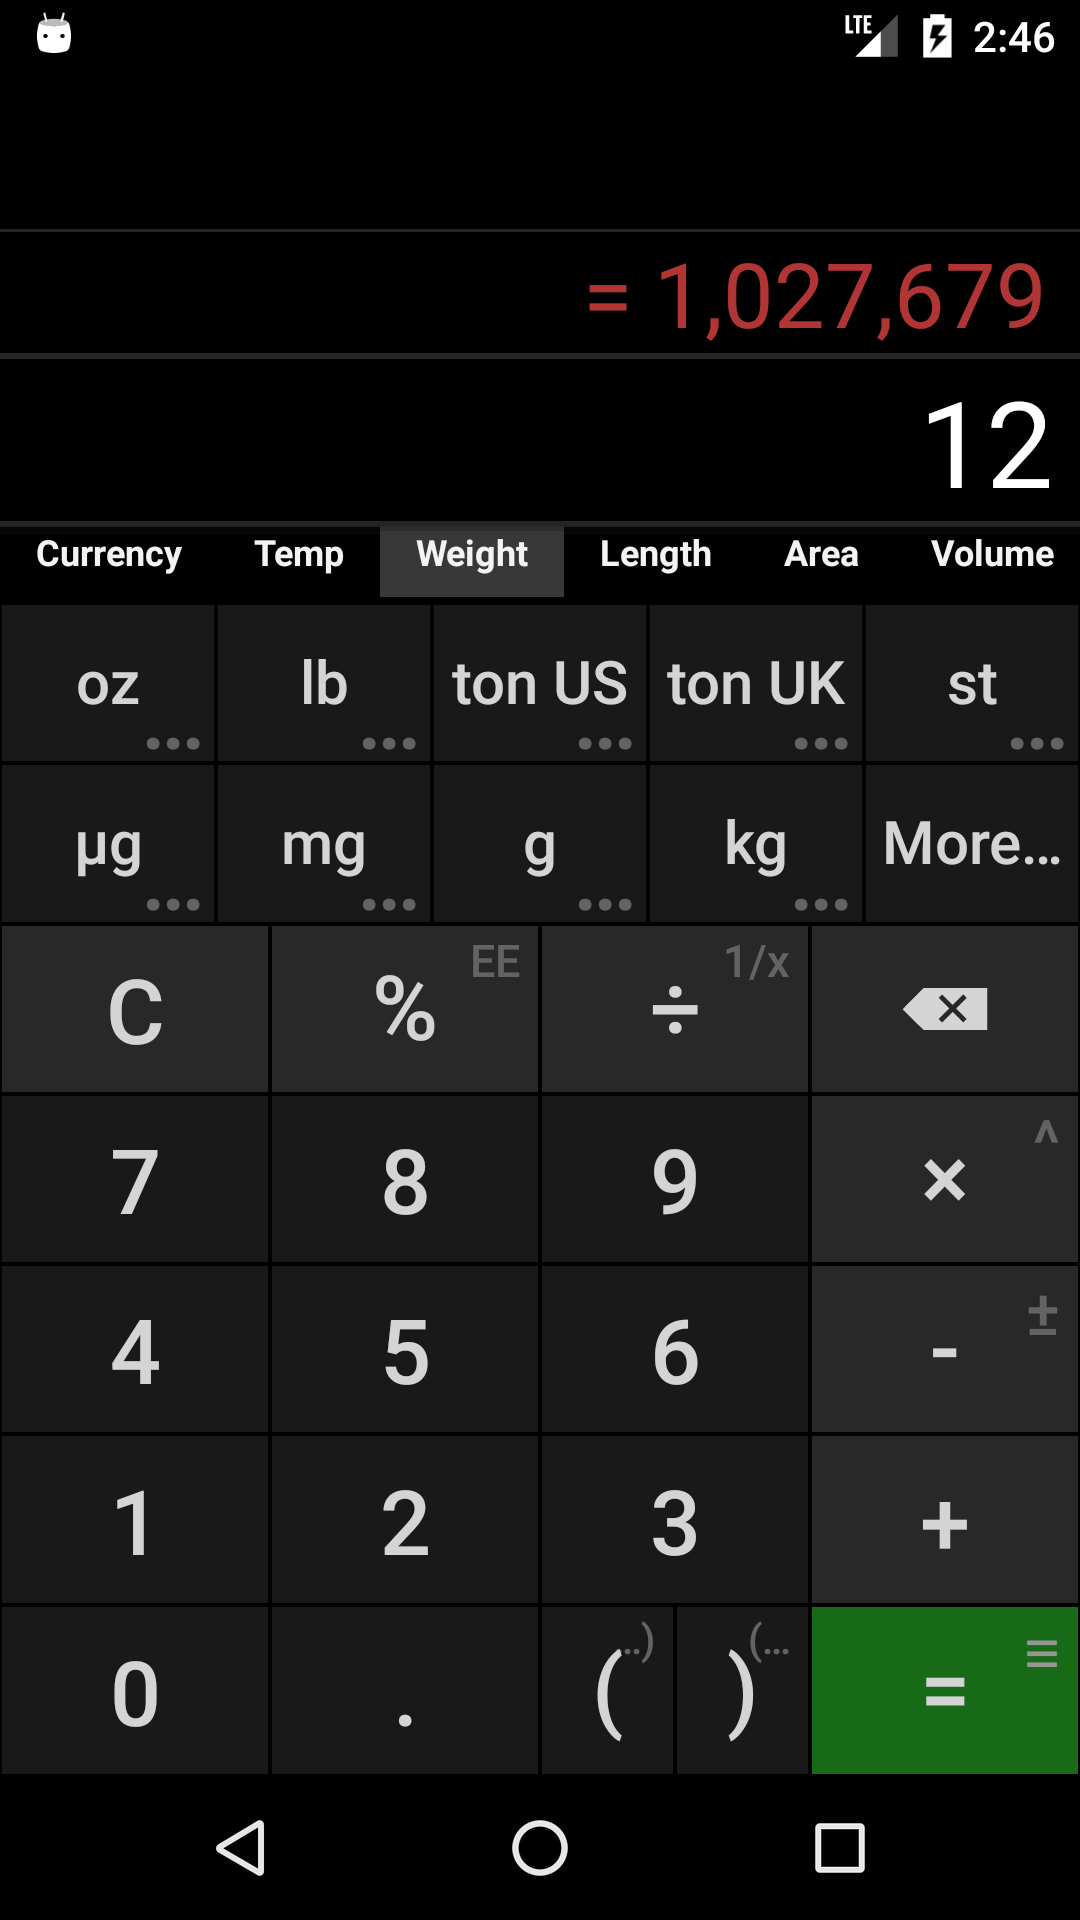 LTE 2:46
= 1,027,679
12
Currency Temp Weight Length Area Volume
oz lb ton US ton UK st
µg mg g kg More...
C % EE ÷ 1/x
7 8 9 × ^
4 5 6 - ±
1 2 3 +
0 . ( ..) ) (... =